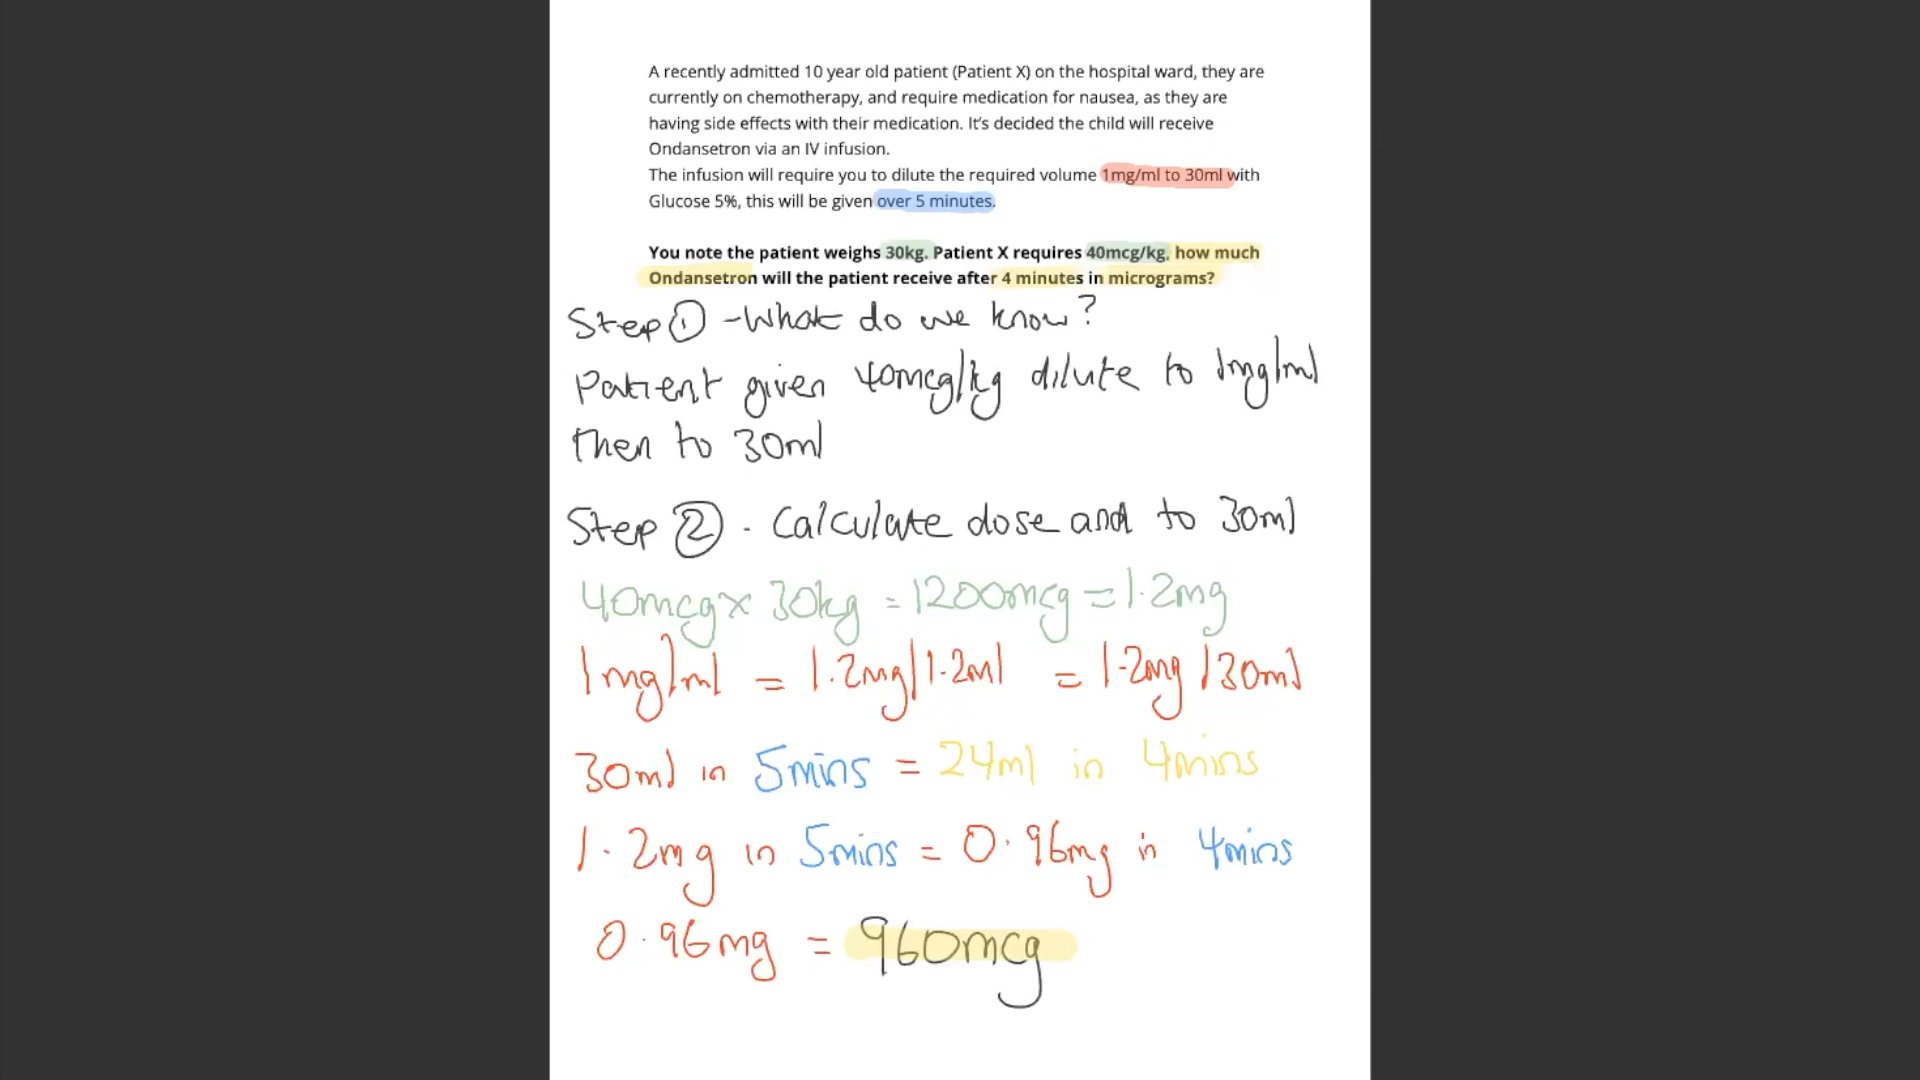 A recently admitted 10 year old patient (Patient X) on the hospital ward, they are
currently on chemotherapy, and require medication for nausea, as they are
having side effects with their medication. It's decided the child will receive
Ondansetron via an IV infusion.
The infusion will require you to dilute the required volume 1mg/ml to 30ml with
Glucose 5%, this will be given over 5 minutes.
You note the patient weighs 30kg. Patient X requires 40mcg/kg, how much
Ondansetron will the patient receive after 4 minutes in micrograms?
Step ① - What do we know?
Patient given 40mcg/kg dilute to 1mg/ml
then to 30ml
Step ② - Calculate dose and to 30ml
40mcg x 30kg = 1200mcg = 1.2mg
1mg/ml = 1.2mg/1.2ml = 1.2mg/30ml
30ml in 5mins = 24ml in 4mins
1.2mg in 5mins = 0.96mg in 4mins
0.96mg = 960mcg